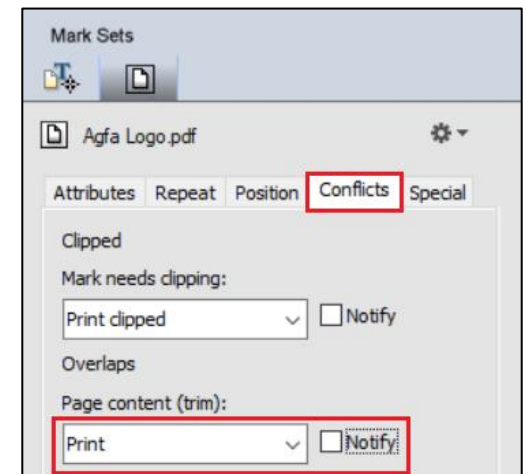 Mark Sets
Agfa Logo.pdf
Attributes Repeat Position Conflicts Special
Clipped
Mark needs clipping:
Print clipped Notify
Overlaps
Page content (trim):
Print Notify